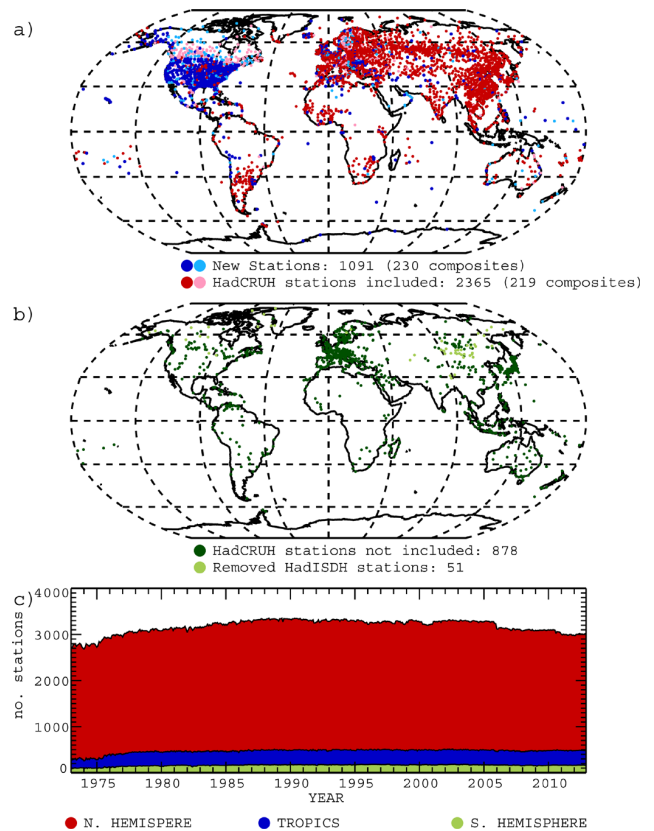 a)
New Stations: 1091 (230 composites)
HadCRUH stations included: 2365 (219 composites)
b)
HadCRUH stations not included: 878
Removed HadISDH stations: 51
c)
4000
3000
2000
1000
0
no. stations
1975 1980 1985 1990 1995 2000 2005 2010
YEAR
N. HEMISPERE TROPICS S. HEMISPHERE